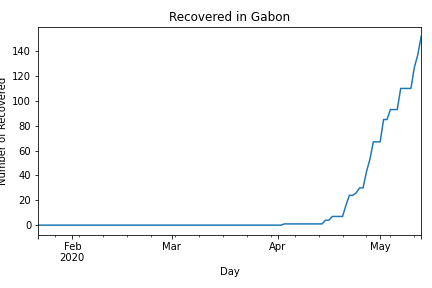 Recovered in Gabon
Number of Recovered
140
120
100
80
60
40
20
0
Feb
2020
Mar
Apr
May
Day